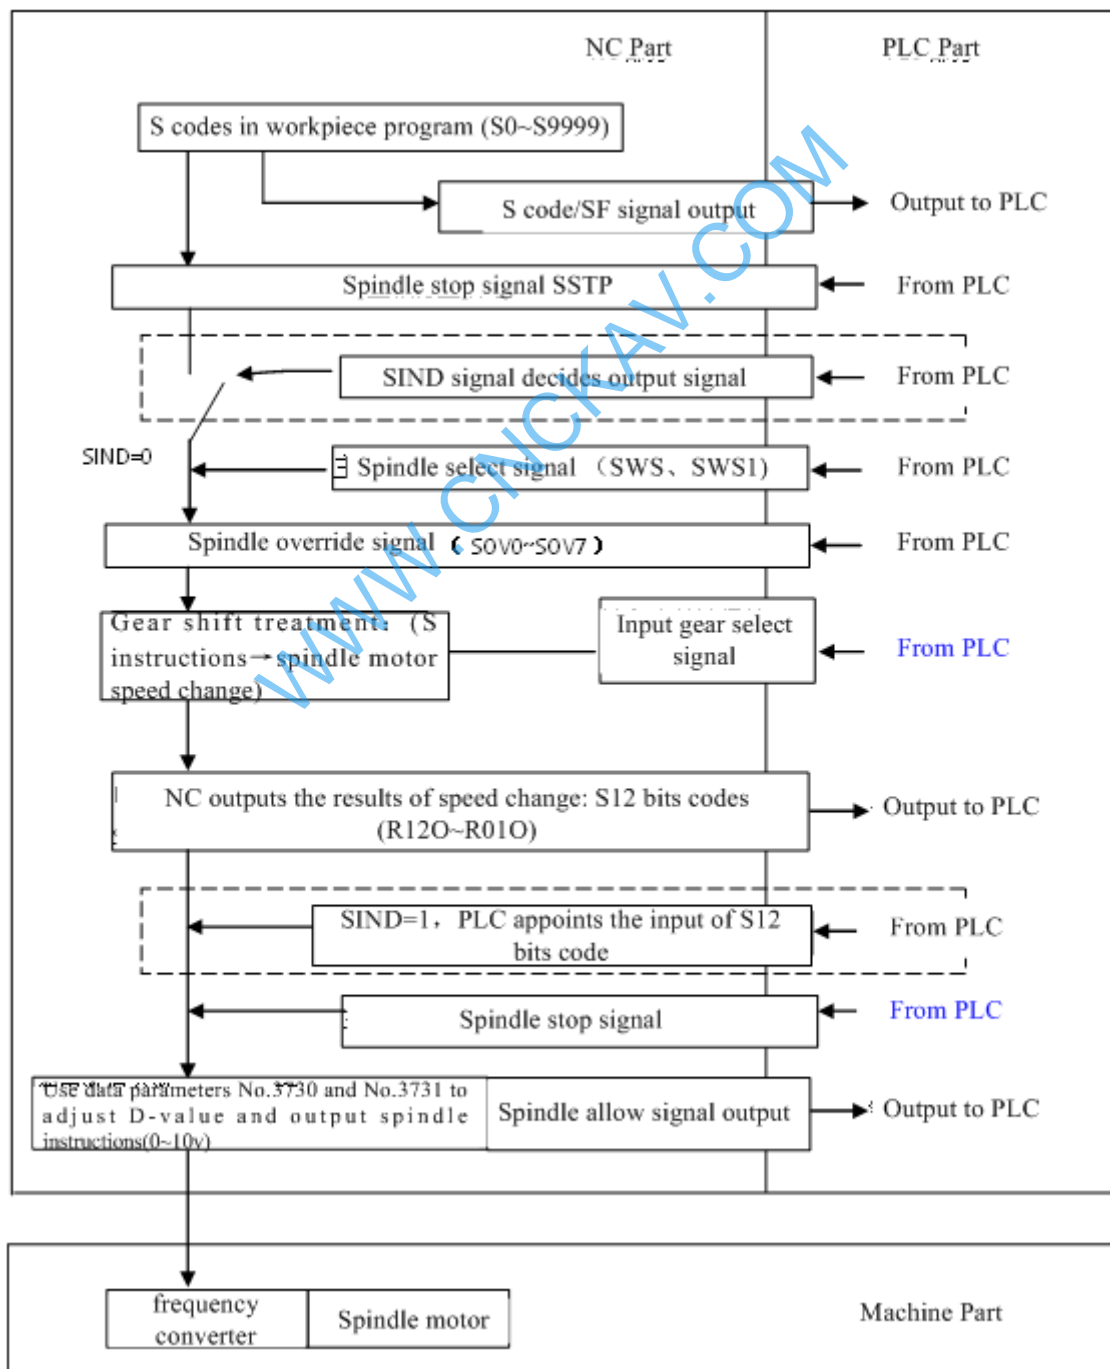 NC Part
PLC Part
S codes in workpiece program (S0~S9999)
S code/SF signal output
Output to PLC
Spindle stop signal SSTP
From PLC
SIND signal decides output signal
From PLC
SIND=0
Spindle select signal （SWS、SWS1)
From PLC
Spindle override signal ( SOV0~SOV7 )
From PLC
Gear shift treatment: (S
instructions→spindle motor
speed change)
Input gear select
signal
From PLC
NC outputs the results of speed change: S12 bits codes
(R12O~R01O)
Output to PLC
SIND=1，PLC appoints the input of S12
bits code
From PLC
Spindle stop signal
From PLC
Use data parameters No.3730 and No.3731 to
adjust D-value and output spindle
instructions(0~10v)
Spindle allow signal output
Output to PLC
frequency
converter
Spindle motor
Machine Part
WWW.CNCKAV.COM